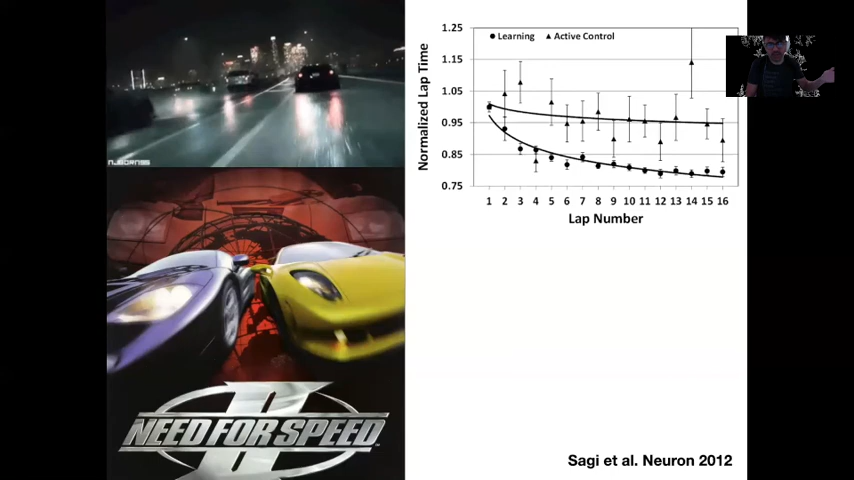 NJBORN95
II
NEED FOR SPEED
1.25
1.15
1.05
0.95
0.85
0.75
Normalized Lap Time
Learning Active Control
1 2 3 4 5 6 7 8 9 10 11 12 13 14 15 16
Lap Number
Sagi et al. Neuron 2012